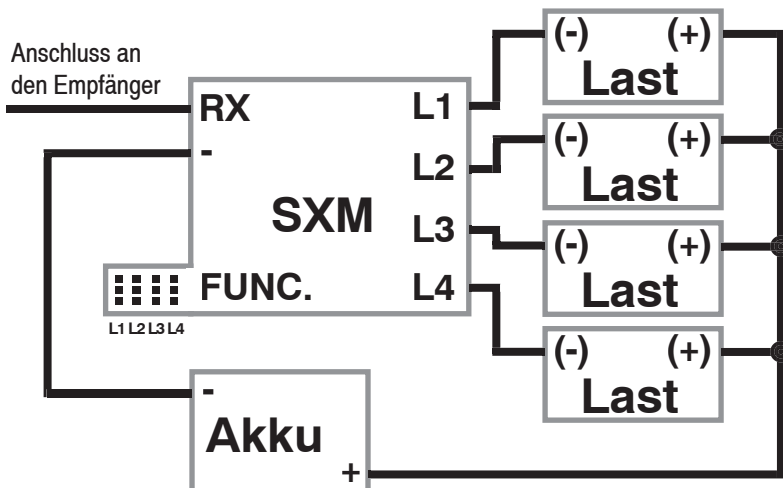 Anschluss an
den Empfänger
RX
-
SXM
FUNC.
L1 L2 L3 L4
L1
L2
L3
L4
(-) (+)
Last
(-) (+)
Last
(-) (+)
Last
(-) (+)
Last
-
Akku
+